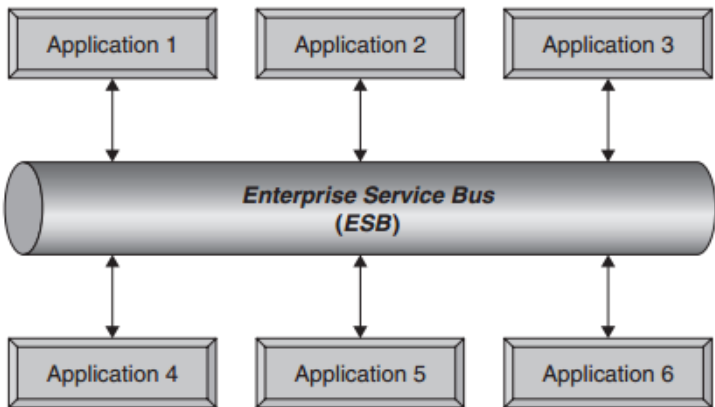 Application 1
Application 2
Application 3
Enterprise Service Bus
(ESB)
Application 4
Application 5
Application 6